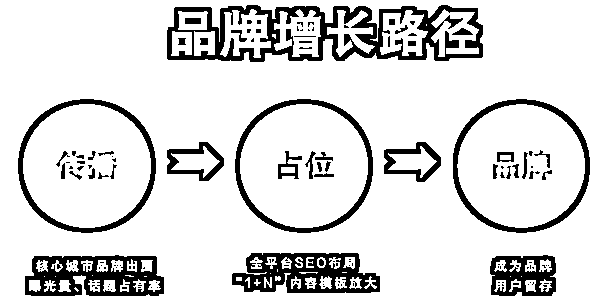 品牌增长路径
传播
占位
品牌
核心城市品牌出圈
曝光量、话题占有率
全平台SEO布局
“1+N”内容模板放大
成为品牌
用户留存